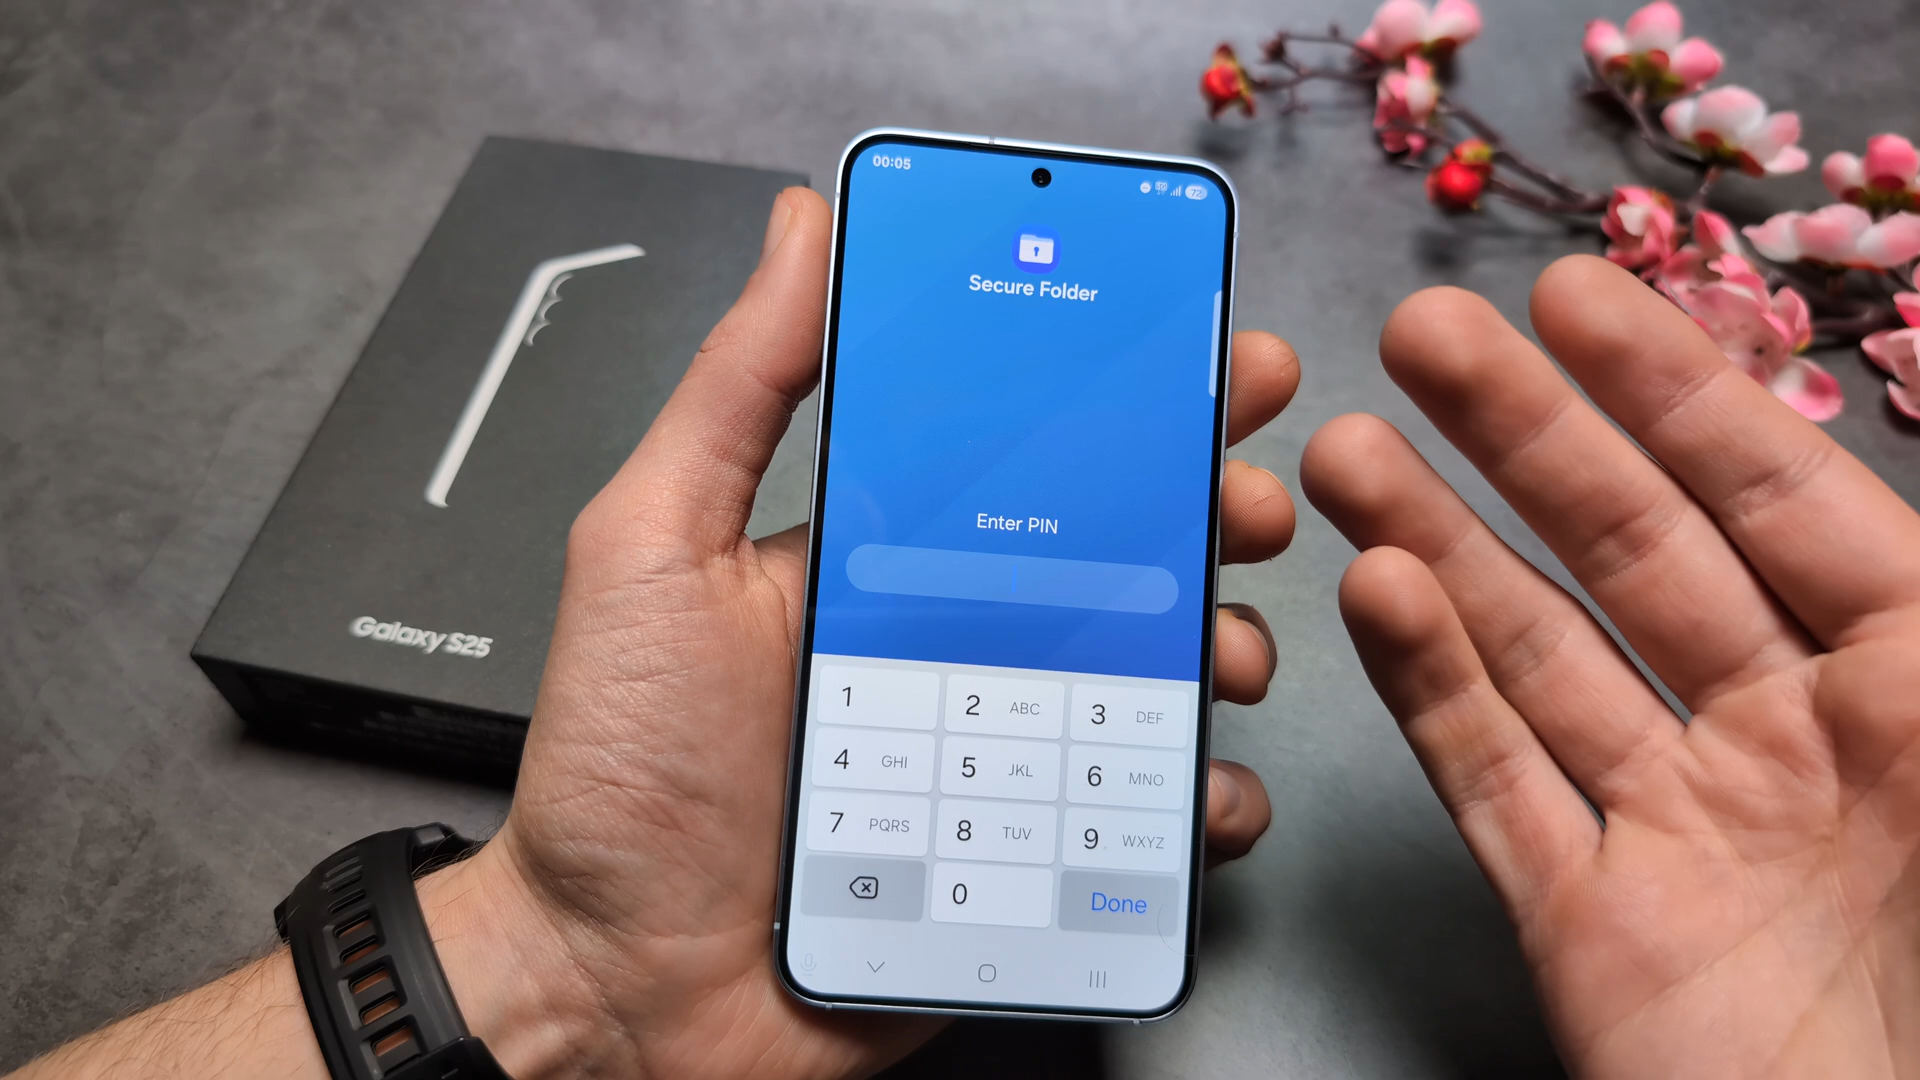 Galaxy S25
00:05
72
Secure Folder
Enter PIN
1
2 ABC
3 DEF
4 GHI
5 JKL
6 MNO
7 PQRS
8 TUV
9 WXYZ
0
Done